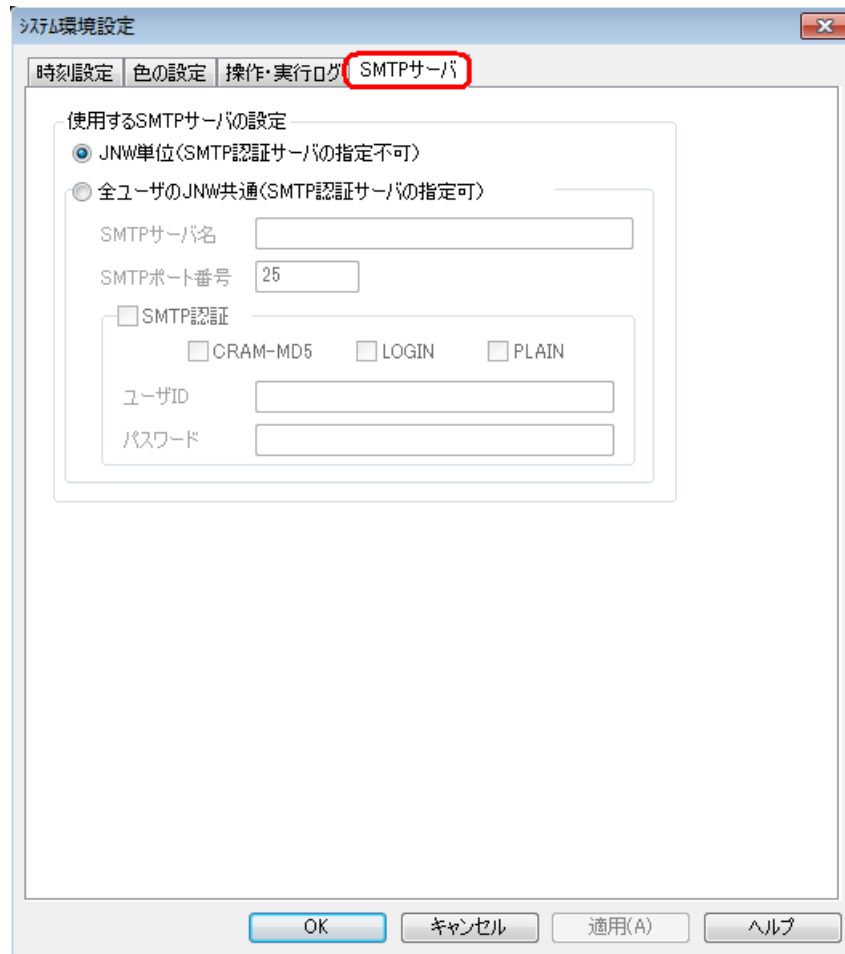 ｼｽﾃﾑ環境設定
時刻設定 色の設定 操作・実行ログ SMTPサーバ
使用するSMTPサーバの設定
JNW単位(SMTP認証サーバの指定不可)
全ユーザのJNW共通(SMTP認証サーバの指定可)
SMTPサーバ名
SMTPポート番号 25
SMTP認証
CRAM-MD5 LOGIN PLAIN
ユーザID
パスワード
OK キャンセル 適用(A) ヘルプ